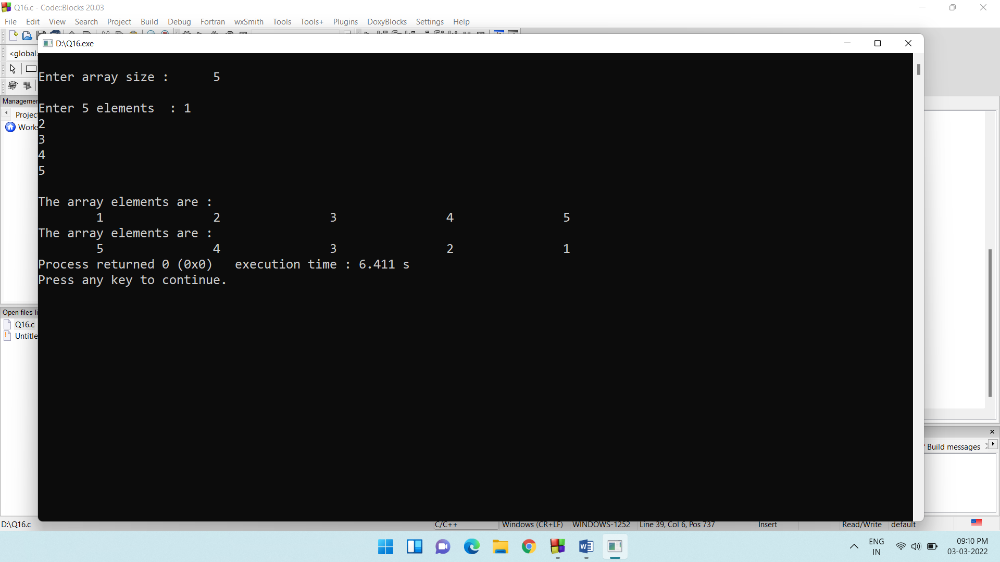 Q16.c - Code::Blocks 20.03
File Edit View Search Project Build Debug Fortran wxSmith Tools Tools+ Plugins DoxyBlocks Settings Help
D:\Q16.exe
<global
Enter array size :      5
Managemen
Enter 5 elements  : 1
Projec
2
Works
3
4
5
The array elements are :
1 2 3 4 5
The array elements are :
5 4 3 2 1
Process returned 0 (0x0)   execution time : 6.411 s
Press any key to continue.
Open files li
Q16.c
Untitle
Build messages
D:\Q16.c C/C++ Windows (CR+LF) WINDOWS-1252 Line 39, Col 6, Pos 737 Insert Read/Write default
ENG
IN
09:10 PM
03-03-2022